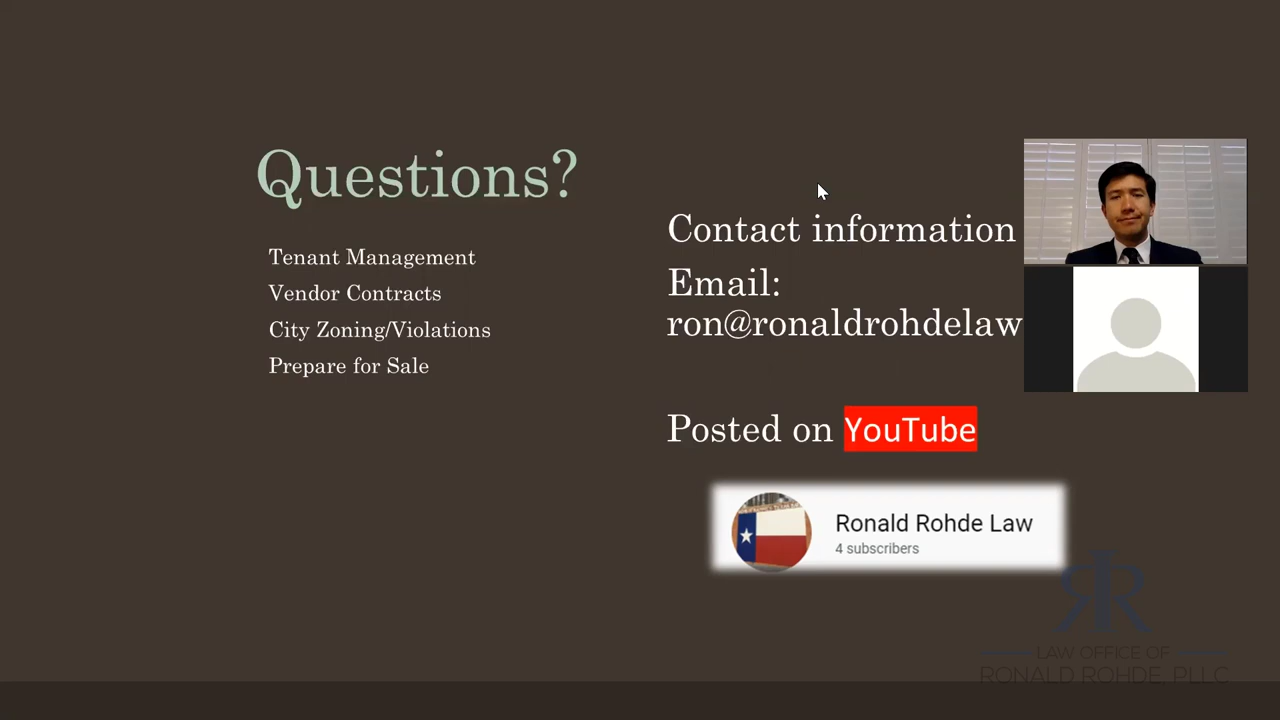 Questions?
Tenant Management
Vendor Contracts
City Zoning/Violations
Prepare for Sale
Contact information
Email:
ron@ronaldrohdelaw
Posted on YouTube
Ronald Rohde Law
4 subscribers
RR
LAW OFFICE OF
RONALD ROHDE, PLLC